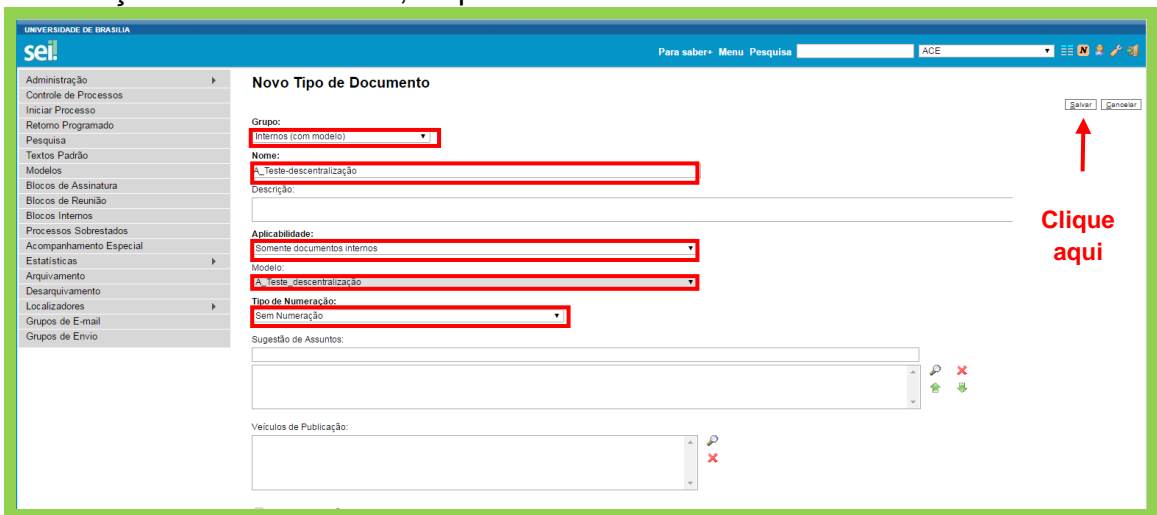 UNIVERSIDADE DE BRASILIA
sei!
Para saber+ Menu Pesquisa
ACE
Administração
Controle de Processos
Iniciar Processo
Retorno Programado
Pesquisa
Textos Padrão
Modelos
Blocos de Assinatura
Blocos de Reunião
Blocos Internos
Processos Sobrestados
Acompanhamento Especial
Estatísticas
Arquivamento
Desarquivamento
Localizadores
Grupos de E-mail
Grupos de Envio
Novo Tipo de Documento
Salvar Cancelar
Grupo:
Internos (com modelo)
Nome:
A_Teste-descentralização
Descrição:
Aplicabilidade:
Somente documentos internos
Modelo:
A_Teste_descentralização
Tipo de Numeração:
Sem Numeração
Sugestão de Assuntos:
Veículos de Publicação:
Clique
aqui